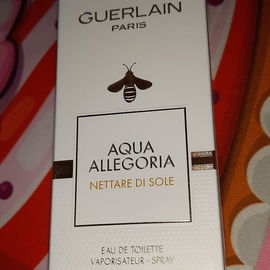 GUERLAIN
PARIS
AQUA
ALLEGORIA
NETTARE DI SOLE
EAU DE TOILETTE
VAPORISATEUR - SPRAY